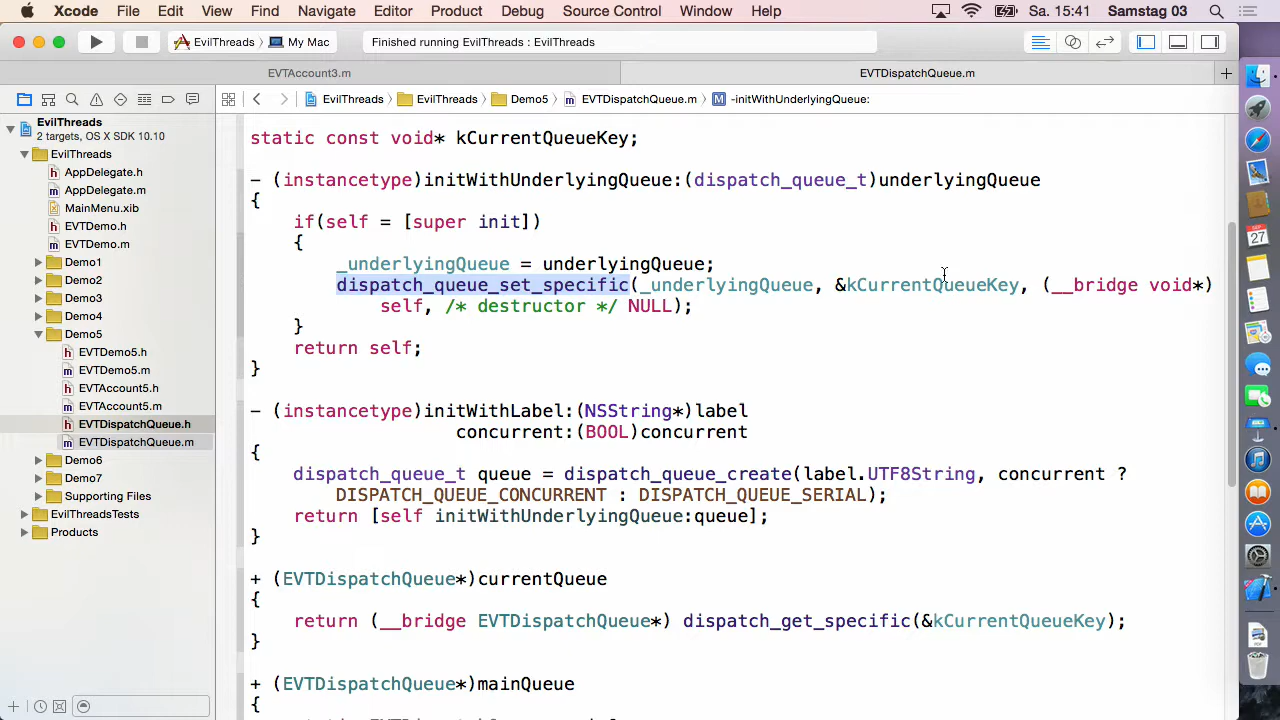 Xcode File Edit View Find Navigate Editor Product Debug Source Control Window Help Sa. 15:41 Samstag 03
EvilThreads My Mac Finished running EvilThreads : EvilThreads
EVTAccount3.m EVTDispatchQueue.m
EvilThreads EvilThreads Demo5 EVTDispatchQueue.m M -initWithUnderlyingQueue:
EvilThreads
2 targets, OS X SDK 10.10
EvilThreads
h AppDelegate.h
m AppDelegate.m
MainMenu.xib
h EVTDemo.h
m EVTDemo.m
Demo1
Demo2
Demo3
Demo4
Demo5
h EVTDemo5.h
m EVTDemo5.m
h EVTAccount5.h
m EVTAccount5.m
h EVTDispatchQueue.h
m EVTDispatchQueue.m
Demo6
Demo7
Supporting Files
EvilThreadsTests
Products
static const void* kCurrentQueueKey;
- (instancetype)initWithUnderlyingQueue:(dispatch_queue_t)underlyingQueue
{
if(self = [super init])
{
_underlyingQueue = underlyingQueue;
dispatch_queue_set_specific(_underlyingQueue, &kCurrentQueueKey, (__bridge void*)
self, /* destructor */ NULL);
}
return self;
}
- (instancetype)initWithLabel:(NSString*)label
concurrent:(BOOL)concurrent
{
dispatch_queue_t queue = dispatch_queue_create(label.UTF8String, concurrent ?
DISPATCH_QUEUE_CONCURRENT : DISPATCH_QUEUE_SERIAL);
return [self initWithUnderlyingQueue:queue];
}
+ (EVTDispatchQueue*)currentQueue
{
return (__bridge EVTDispatchQueue*) dispatch_get_specific(&kCurrentQueueKey);
}
+ (EVTDispatchQueue*)mainQueue
{
27